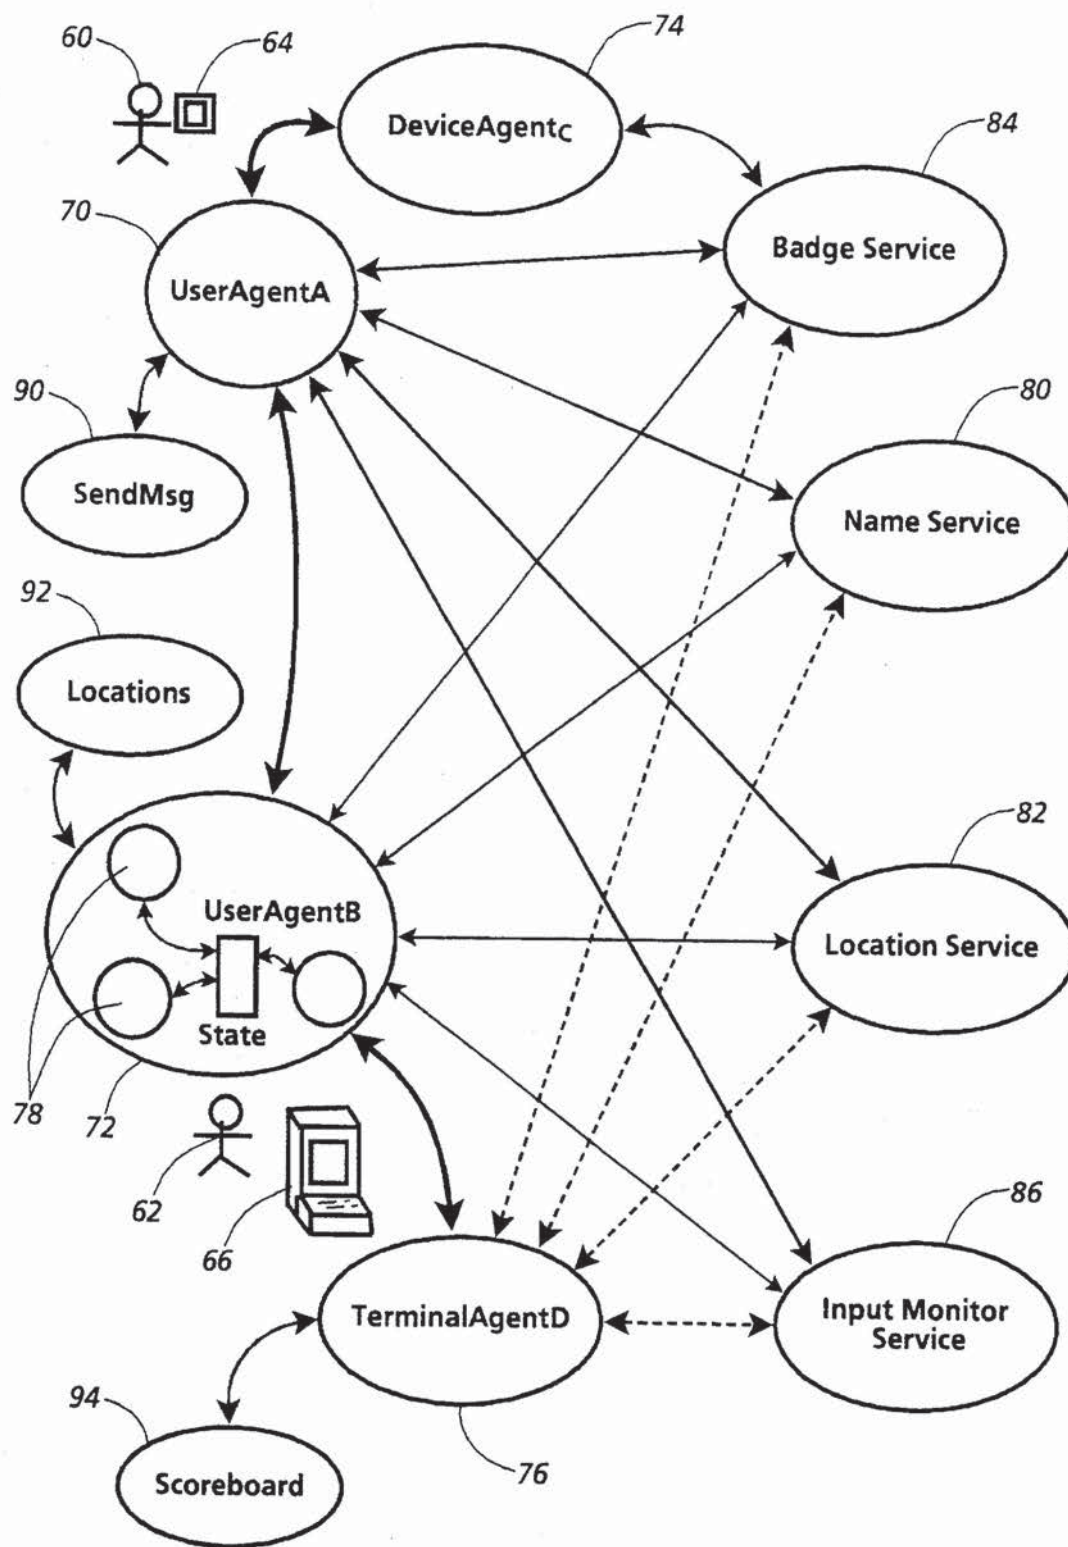 60
64
74
DeviceAgentC
84
70
Badge Service
UserAgentA
90
80
SendMsg
Name Service
92
Locations
82
UserAgentB
Location Service
State
78
72
62
66
86
TerminalAgentD
Input Monitor
Service
94
76
Scoreboard